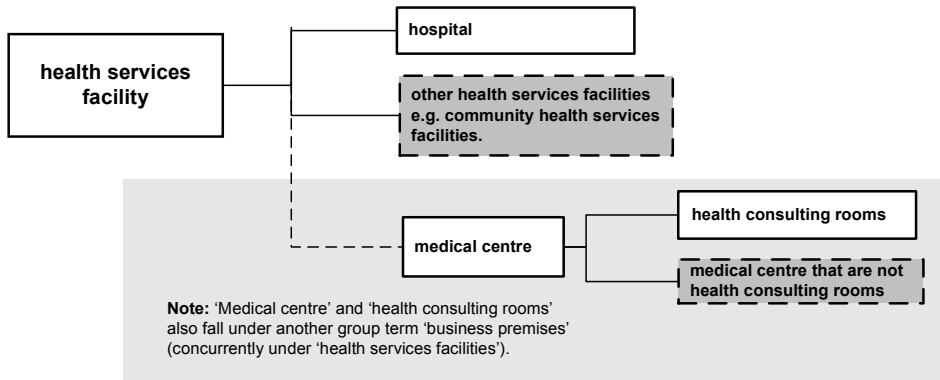 health services
facility
hospital
other health services facilities
e.g. community health services
facilities.
medical centre
health consulting rooms
medical centre that are not
health consulting rooms
Note: ‘Medical centre’ and ‘health consulting rooms’
also fall under another group term ‘business premises’
(concurrently under ‘health services facilities’).